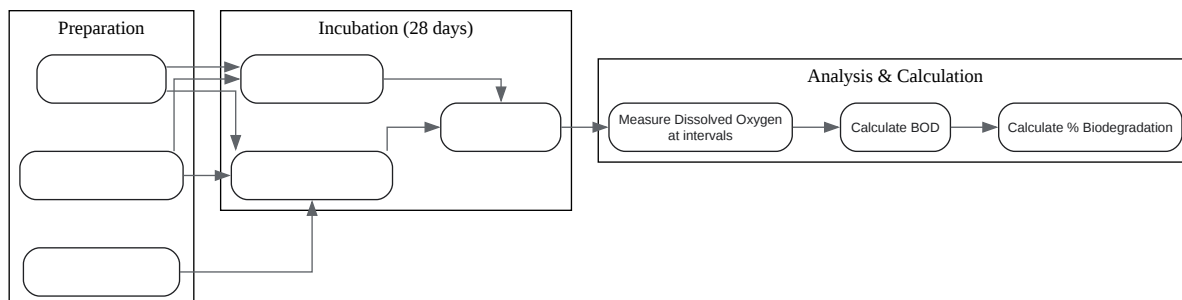 Preparation
Incubation (28 days)
Analysis & Calculation
Measure Dissolved Oxygen
at intervals
Calculate BOD
Calculate % Biodegradation